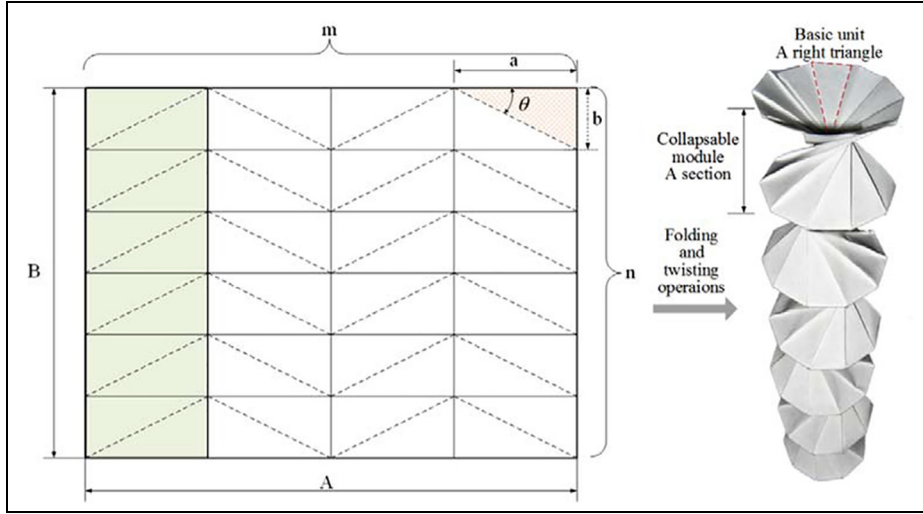 m
a
θ
b
B
n
A
Basic unit
A right triangle
Collapsable
module
A section
Folding
and
twisting
operaions